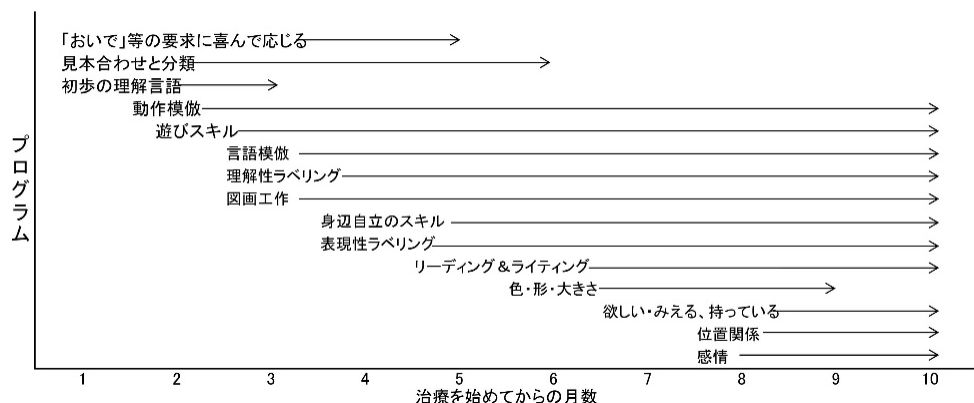 「おいで」等の要求に喜んで応じる
見本合わせと分類
初歩の理解言語
動作模倣
遊びスキル
言語模倣
理解性ラベリング
図画工作
身辺自立のスキル
表現性ラベリング
リーディング&ライティング
色・形・大きさ
欲しい・みえる、持っている
位置関係
感情
プログラム
1 2 3 4 5 6 7 8 9 10
治療を始めてからの月数